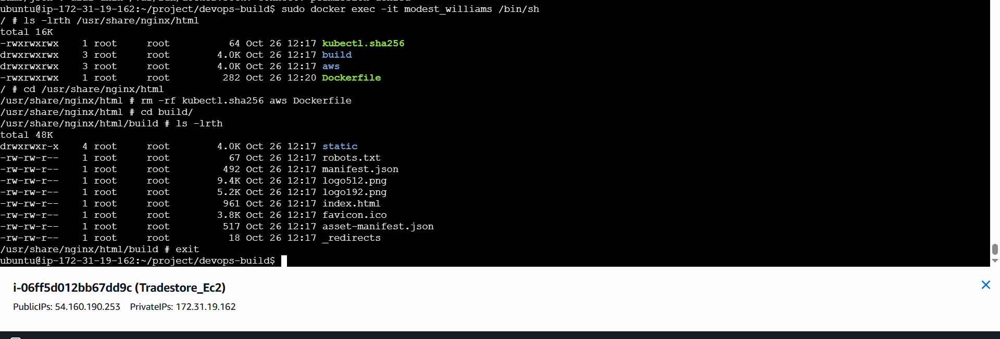 ubuntu@ip-172-31-19-162:~/project/devops-build$ sudo docker exec -it modest_williams /bin/sh
/ # ls -lrth /usr/share/nginx/html
total 16K
-rwxrwxrwx    1 root     root          64 Oct 26 12:17 kubectl.sha256
drwxrwxrwx    3 root     root        4.0K Oct 26 12:17 build
drwxrwxrwx    3 root     root        4.0K Oct 26 12:17 aws
-rwxrwxrwx    1 root     root         282 Oct 26 12:20 Dockerfile
/ # cd /usr/share/nginx/html
/usr/share/nginx/html # rm -rf kubectl.sha256 aws Dockerfile
/usr/share/nginx/html # cd build/
/usr/share/nginx/html/build # ls -lrth
total 48K
drwxrwxr-x    4 root     root        4.0K Oct 26 12:17 static
-rw-rw-r--    1 root     root          67 Oct 26 12:17 robots.txt
-rw-rw-r--    1 root     root         492 Oct 26 12:17 manifest.json
-rw-rw-r--    1 root     root        9.4K Oct 26 12:17 logo512.png
-rw-rw-r--    1 root     root        5.2K Oct 26 12:17 logo192.png
-rw-rw-r--    1 root     root         961 Oct 26 12:17 index.html
-rw-rw-r--    1 root     root        3.8K Oct 26 12:17 favicon.ico
-rw-rw-r--    1 root     root         517 Oct 26 12:17 asset-manifest.json
-rw-rw-r--    1 root     root          18 Oct 26 12:17 _redirects
/usr/share/nginx/html/build # exit
ubuntu@ip-172-31-19-162:~/project/devops-build$
i-06ff5d012bb67dd9c (Tradestore_Ec2)
PublicIPs: 54.160.190.253    PrivateIPs: 172.31.19.162